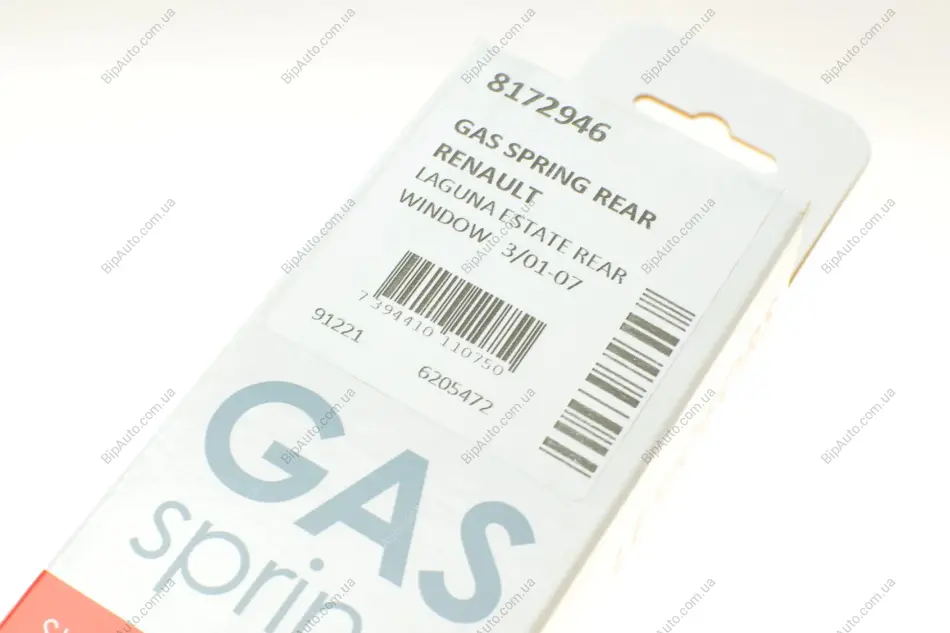 8172946
GAS SPRING REAR
RENAULT
LAGUNA ESTATE REAR
WINDOW 3/01-07
7 394410 110750
91221
6205472
GAS
sprin
BipAuto.com.ua